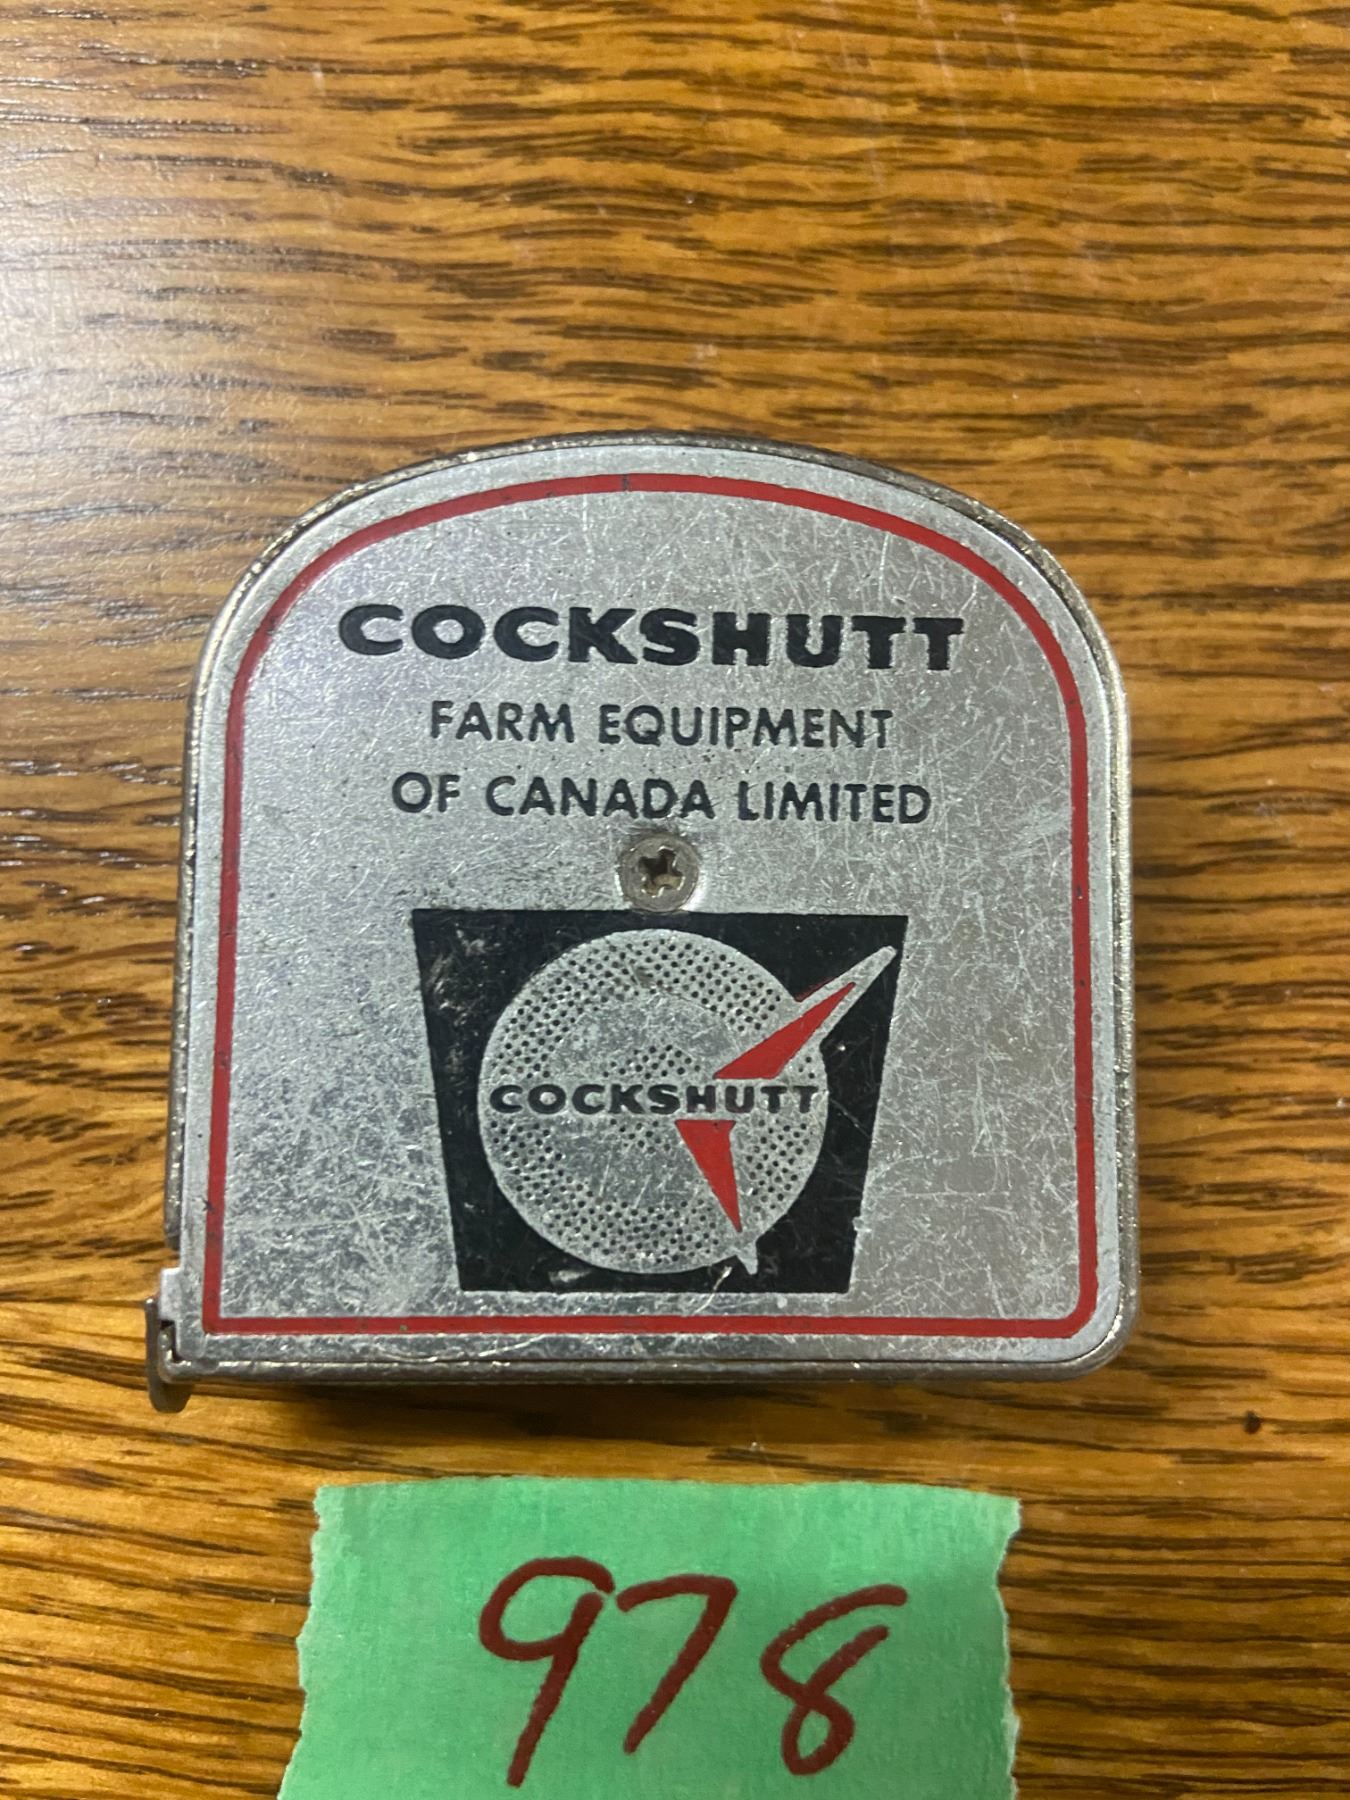 COCKSHUTT
FARM EQUIPMENT
OF CANADA LIMITED
COCKSHUTT
978